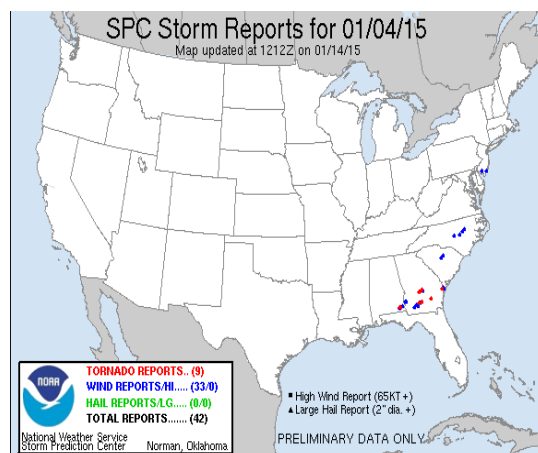 SPC Storm Reports for 01/04/15
Map updated at 1212Z on 01/14/15
TORNADO REPORTS.. (9)
WIND REPORTS/HI..... (33/0)
HAIL REPORTS/LG..... (0/0)
TOTAL REPORTS....... (42)
NOAA
National Weather Service
Storm Prediction Center Norman, Oklahoma
High Wind Report (65KT +)
Large Hail Report (2" dia. +)
PRELIMINARY DATA ONLY